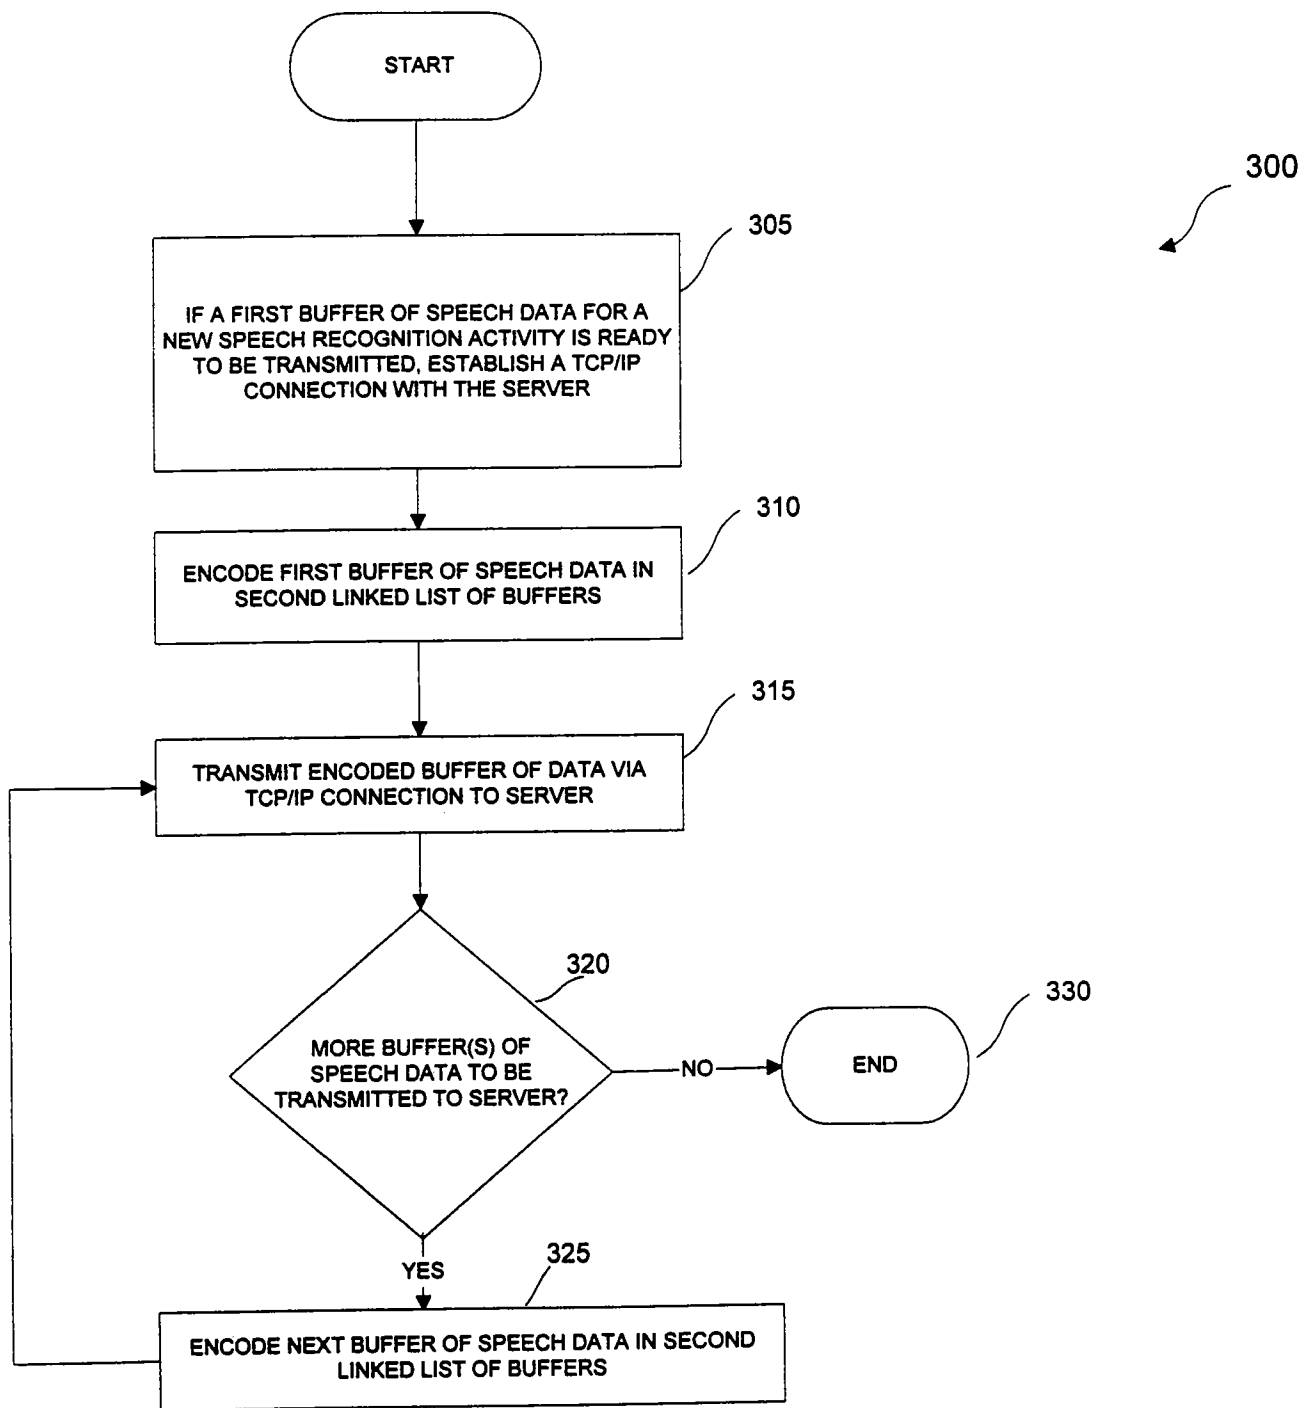 START
300
305
IF A FIRST BUFFER OF SPEECH DATA FOR A
NEW SPEECH RECOGNITION ACTIVITY IS READY
TO BE TRANSMITTED, ESTABLISH A TCP/IP
CONNECTION WITH THE SERVER
310
ENCODE FIRST BUFFER OF SPEECH DATA IN
SECOND LINKED LIST OF BUFFERS
315
TRANSMIT ENCODED BUFFER OF DATA VIA
TCP/IP CONNECTION TO SERVER
320
MORE BUFFER(S) OF
SPEECH DATA TO BE
TRANSMITTED TO SERVER?
NO
330
END
YES
325
ENCODE NEXT BUFFER OF SPEECH DATA IN SECOND
LINKED LIST OF BUFFERS